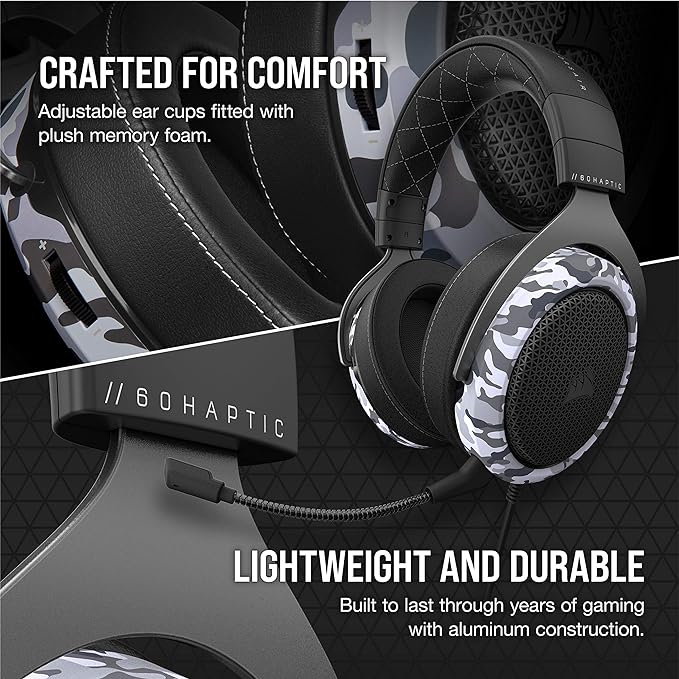 CRAFTED FOR COMFORT
Adjustable ear cups fitted with
plush memory foam.
CORSAIR
// 60HAPTIC
// 60HAPTIC
LIGHTWEIGHT AND DURABLE
Built to last through years of gaming
with aluminum construction.